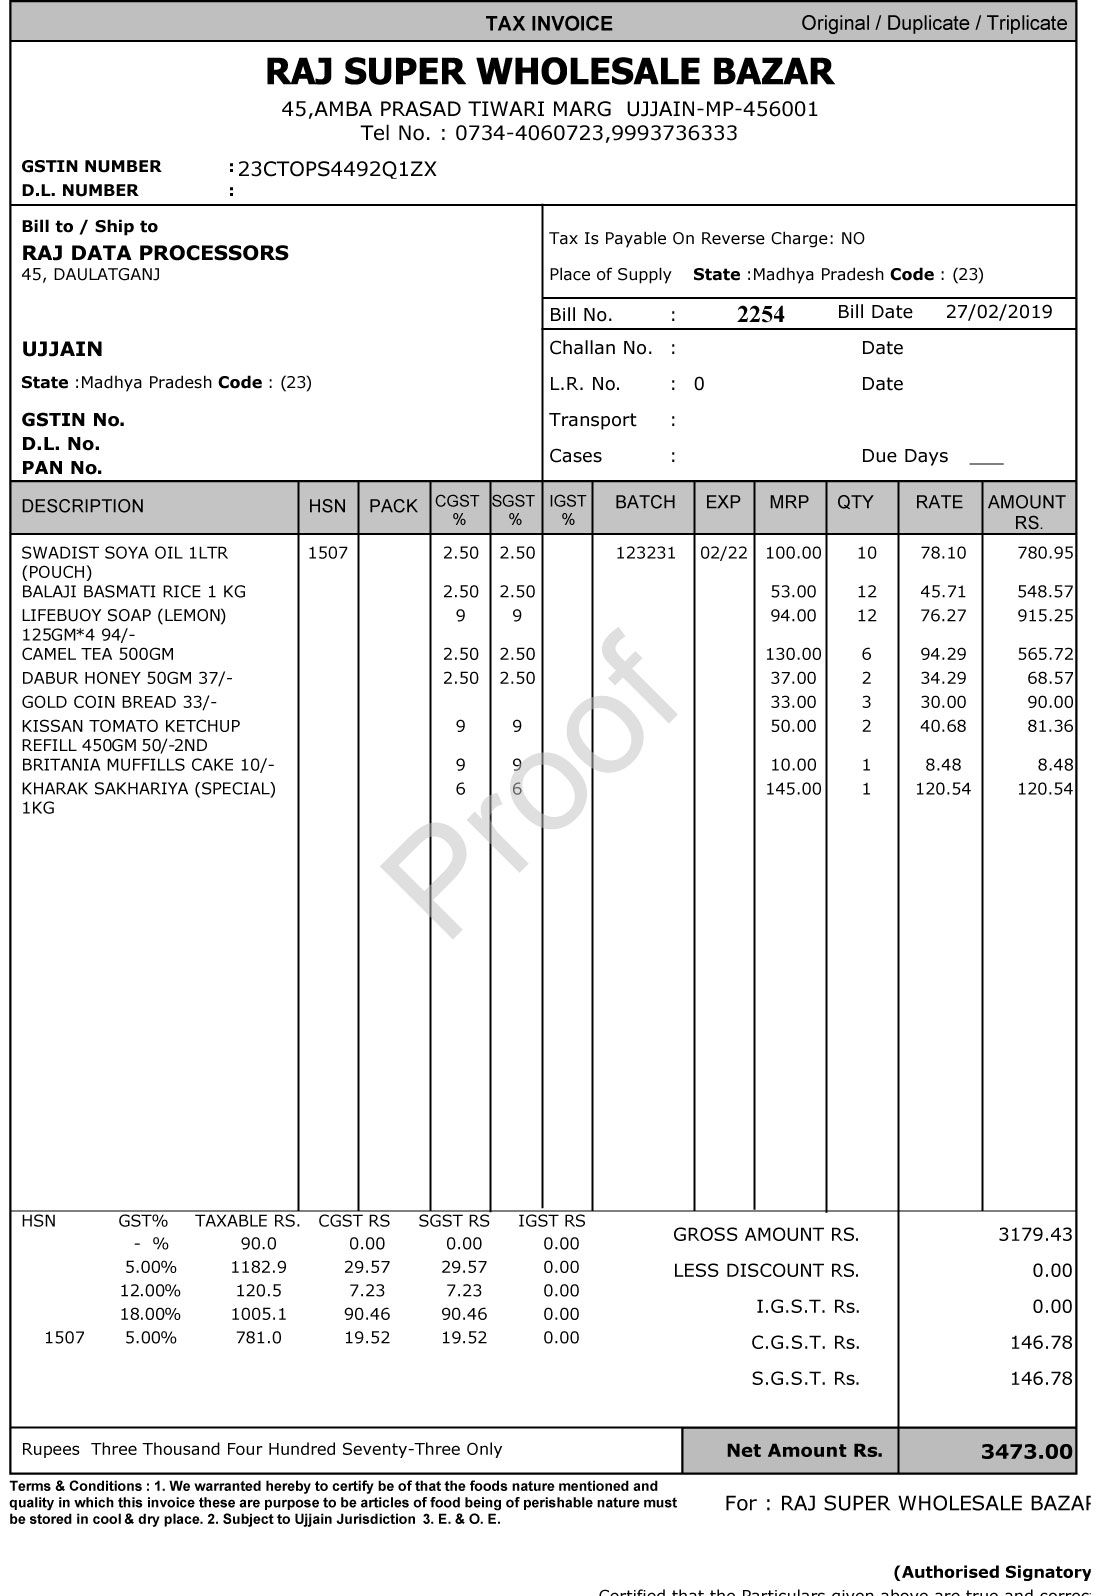 TAX INVOICE Original / Duplicate / Triplicate
RAJ SUPER WHOLESALE BAZAR
45,AMBA PRASAD TIWARI MARG UJJAIN-MP-456001
Tel No. : 0734-4060723,9993736333
GSTIN NUMBER : 23CTOPS4492Q1ZX
D.L. NUMBER :
Bill to / Ship to
RAJ DATA PROCESSORS
45, DAULATGANJ
UJJAIN
State :Madhya Pradesh Code : (23)
GSTIN No.
D.L. No.
PAN No.
Tax Is Payable On Reverse Charge: NO
Place of Supply State :Madhya Pradesh Code : (23)
Bill No. : 2254 Bill Date 27/02/2019
Challan No. : Date
L.R. No. : 0 Date
Transport :
Cases : Due Days ___
DESCRIPTION HSN PACK CGST % SGST % IGST % BATCH EXP MRP QTY RATE AMOUNT RS.
SWADIST SOYA OIL 1LTR 1507 2.50 2.50 123231 02/22 100.00 10 78.10 780.95
(POUCH)
BALAJI BASMATI RICE 1 KG 2.50 2.50 53.00 12 45.71 548.57
LIFEBUOY SOAP (LEMON) 9 9 94.00 12 76.27 915.25
125GM*4 94/-
CAMEL TEA 500GM 2.50 2.50 130.00 6 94.29 565.72
DABUR HONEY 50GM 37/- 2.50 2.50 37.00 2 34.29 68.57
GOLD COIN BREAD 33/- 33.00 3 30.00 90.00
KISSAN TOMATO KETCHUP 9 9 50.00 2 40.68 81.36
REFILL 450GM 50/-2ND
BRITANIA MUFFILLS CAKE 10/- 9 9 10.00 1 8.48 8.48
KHARAK SAKHARIYA (SPECIAL) 6 6 145.00 1 120.54 120.54
1KG
Proof
HSN GST% TAXABLE RS. CGST RS SGST RS IGST RS
- % 90.0 0.00 0.00 0.00
5.00% 1182.9 29.57 29.57 0.00
12.00% 120.5 7.23 7.23 0.00
18.00% 1005.1 90.46 90.46 0.00
1507 5.00% 781.0 19.52 19.52 0.00
GROSS AMOUNT RS. 3179.43
LESS DISCOUNT RS. 0.00
I.G.S.T. Rs. 0.00
C.G.S.T. Rs. 146.78
S.G.S.T. Rs. 146.78
Rupees Three Thousand Four Hundred Seventy-Three Only Net Amount Rs. 3473.00
Terms & Conditions : 1. We warranted hereby to certify be of that the foods nature mentioned and
quality in which this invoice these are purpose to be articles of food being of perishable nature must
be stored in cool & dry place. 2. Subject to Ujjain Jurisdiction 3. E. & O. E.
For : RAJ SUPER WHOLESALE BAZAR
(Authorised Signatory
Certified that the Particulars given above are true and correc